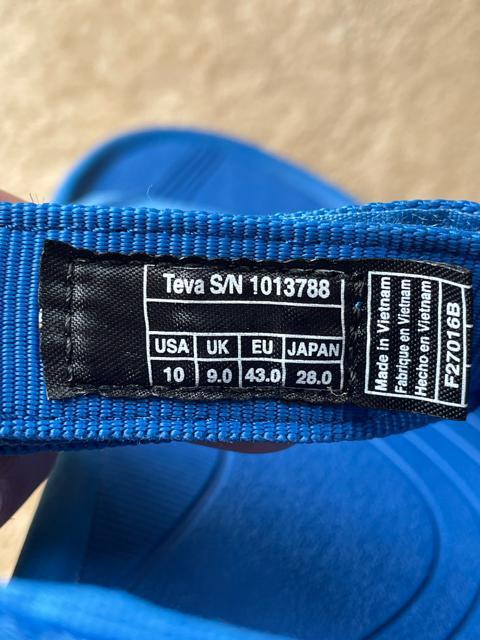 Teva S/N 1013788
USA UK EU JAPAN
10 9.0 43.0 28.0
Made in Vietnam
Fabrique en Vietnam
Hecho en Vietnam
F27016B